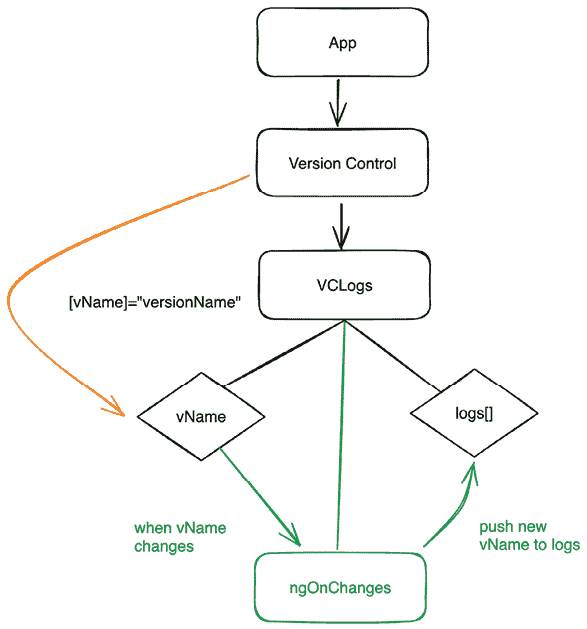 App
Version Control
VCLogs
[vName]="versionName"
vName
logs[]
when vName
changes
push new
vName to logs
ngOnChanges